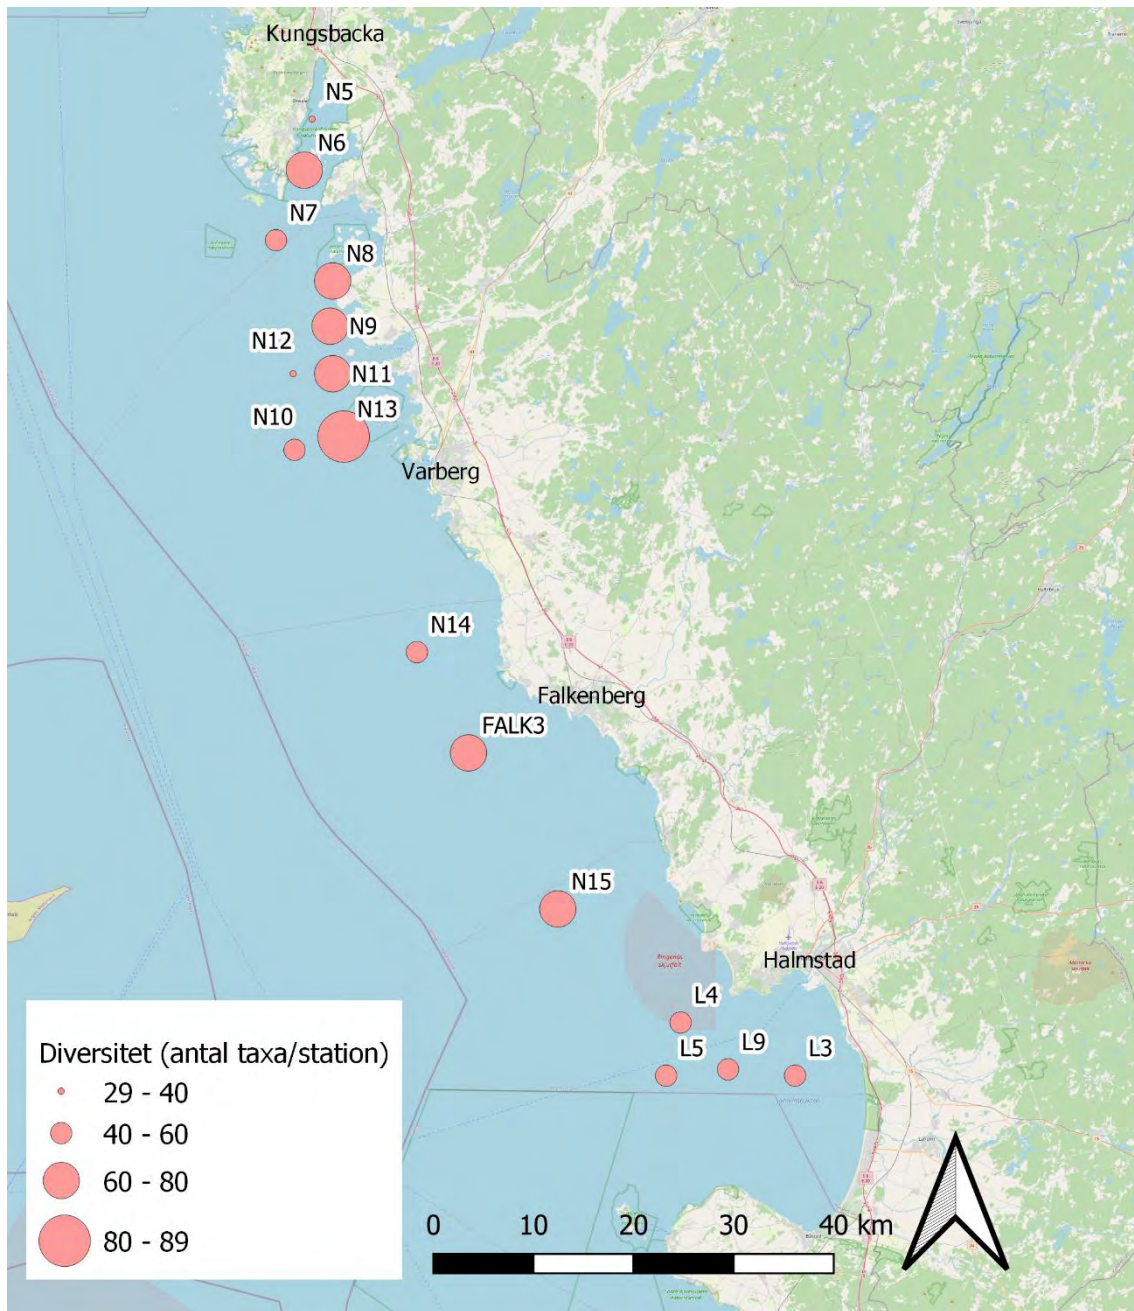 Kungsbacka
N5
N6
N7
N8
N9
N12
N11
N13
N10
Varberg
N14
Falkenberg
FALK3
N15
Halmstad
L4
L5
L9
L3
Diversitet (antal taxa/station)
29 - 40
40 - 60
60 - 80
80 - 89
0 10 20 30 40 km